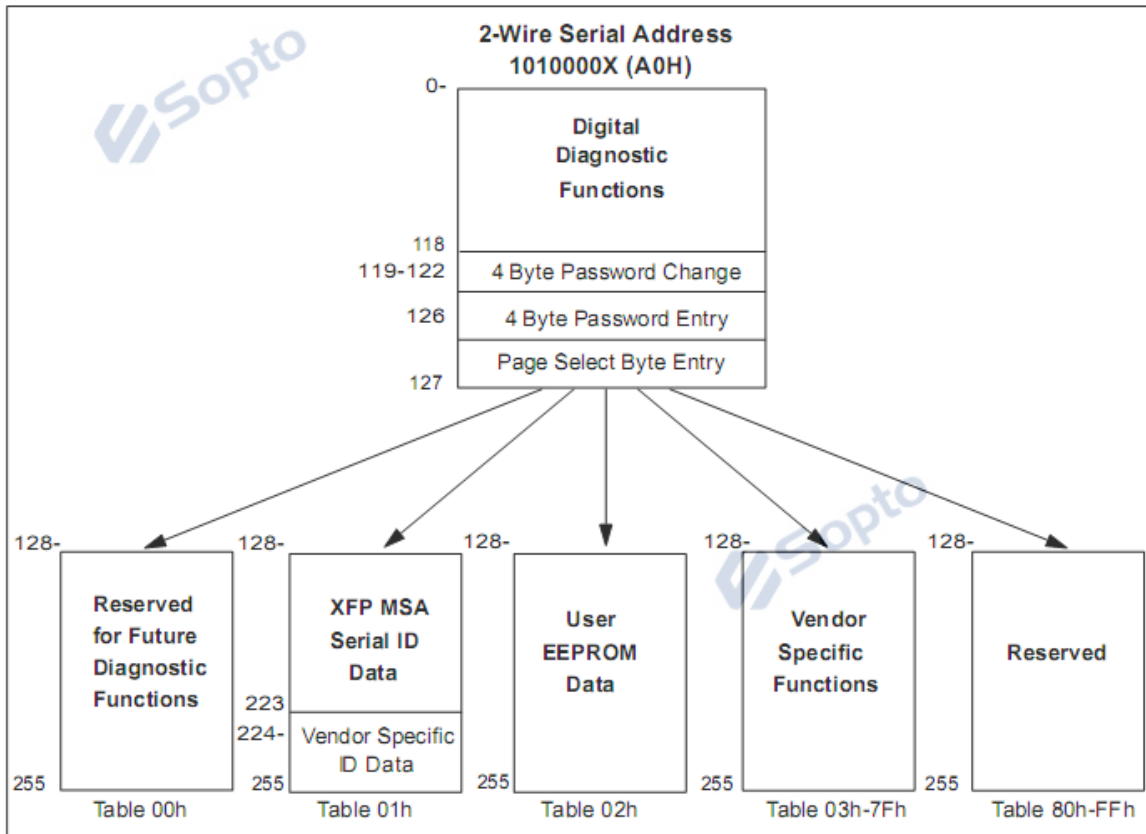 Sopto
2-Wire Serial Address
1010000X (A0H)
0-
Digital
Diagnostic
Functions
118
119-122
4 Byte Password Change
126
4 Byte Password Entry
Page Select Byte Entry
127
Sopto
128-
Reserved
for Future
Diagnostic
Functions
255
Table 00h
128-
XFP MSA
Serial ID
Data
223
224-
Vendor Specific
ID Data
255
Table 01h
128-
User
EEPROM
Data
255
Table 02h
128-
Vendor
Specific
Functions
255
Table 03h-7Fh
128-
Reserved
255
Table 80h-FFh